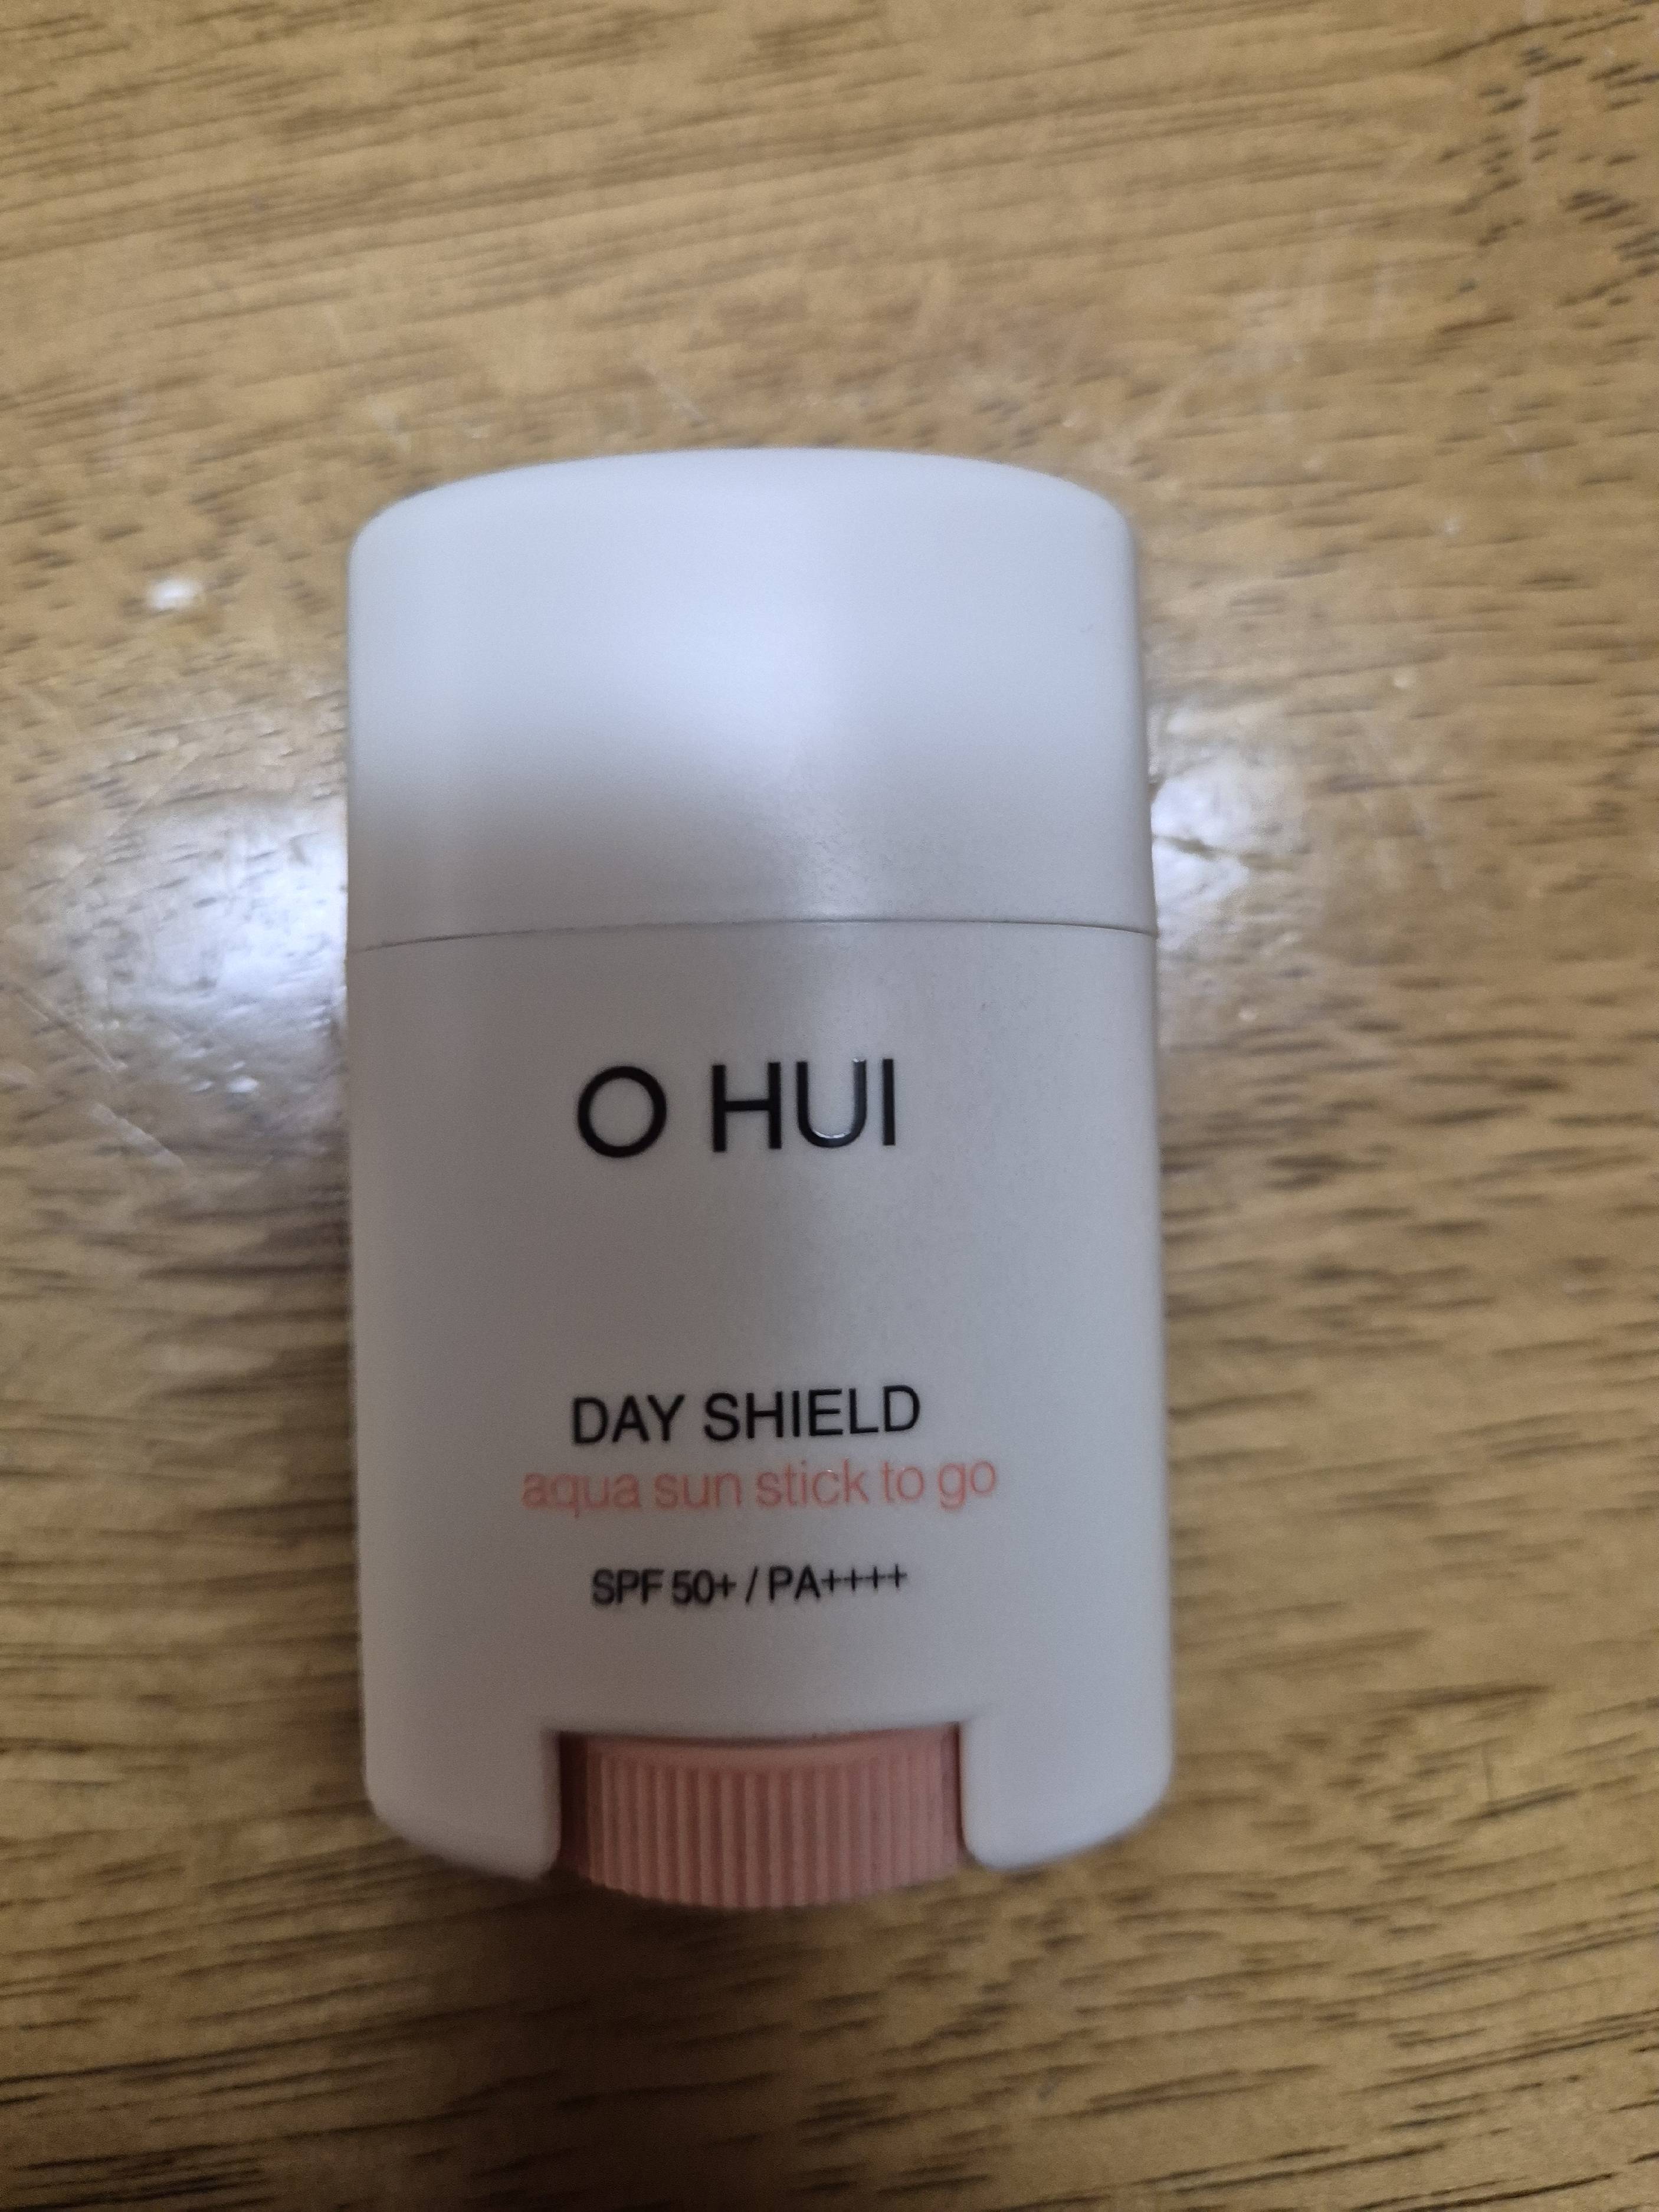 O HUI
DAY SHIELD
aqua sun stick to go
SPF 50+ / PA++++